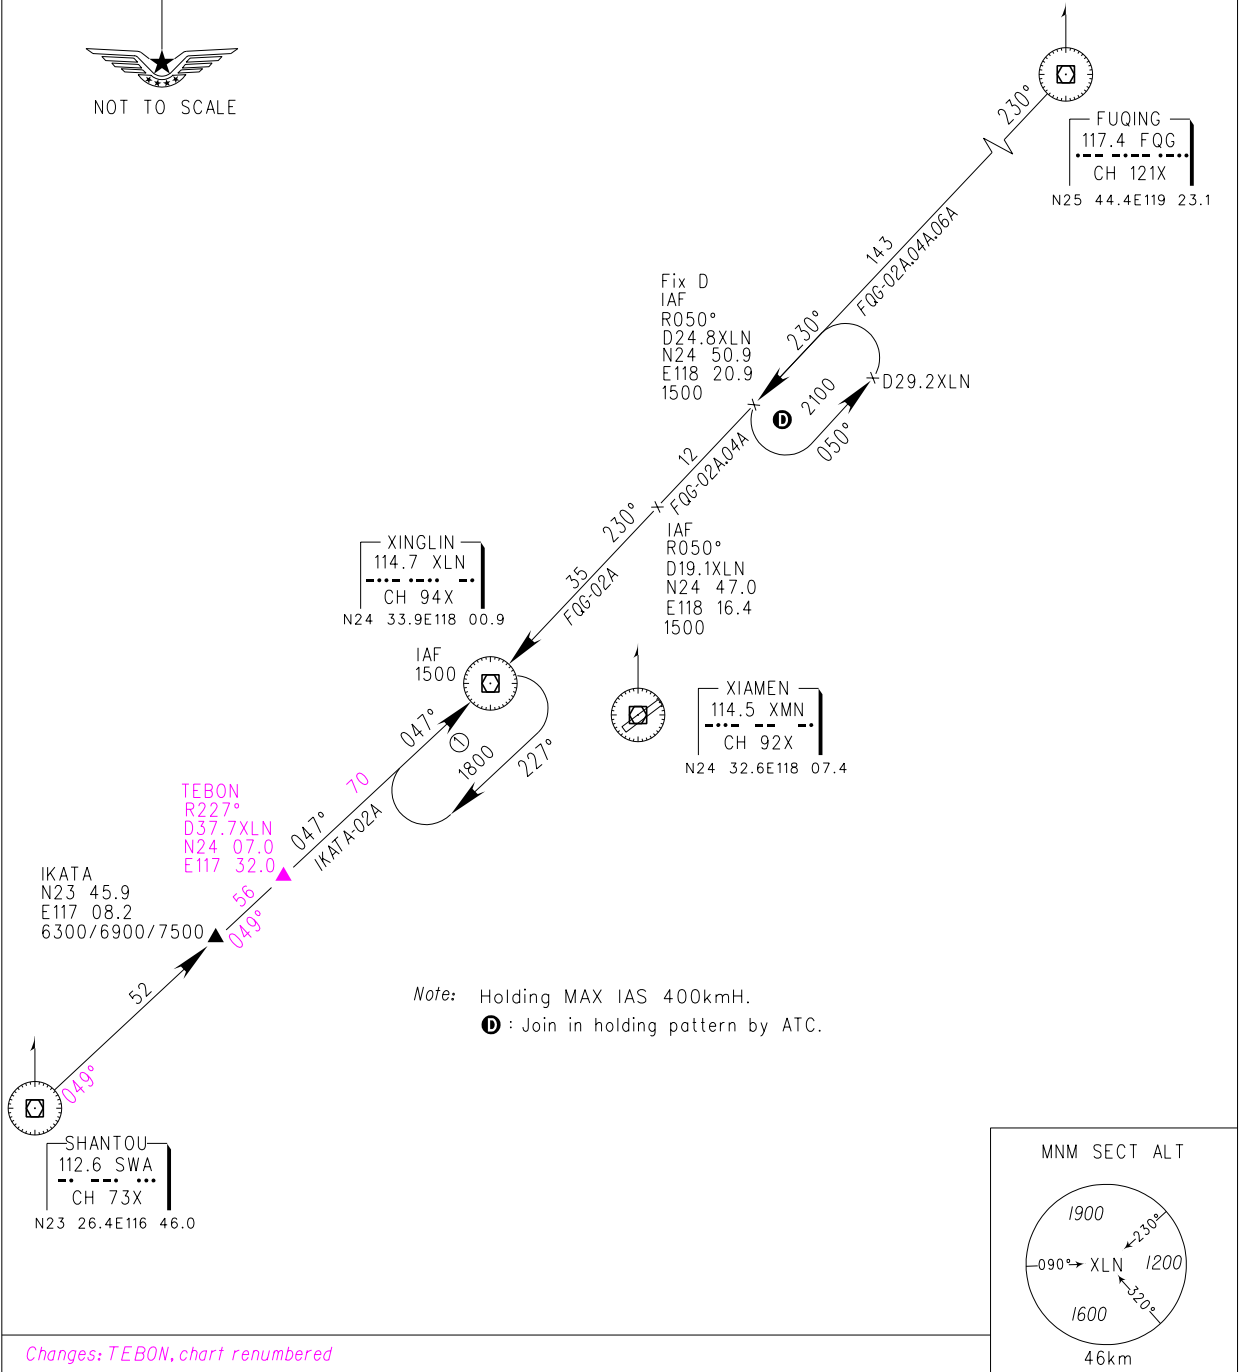 NOT TO SCALE
230°
FUQING
117.4 FQG
CH 121X
N25 44.4E119 23.1
143
FQG-02A.04A.06A
Fix D
IAF
R050°
D24.8XLN
N24 50.9
E118 20.9
1500
230°
D29.2XLN
D
2100
050°
12
FQG-02A.04A
230°
IAF
R050°
D19.1XLN
N24 47.0
E118 16.4
1500
35
FQG-02A
XINGLIN
114.7 XLN
CH 94X
N24 33.9E118 00.9
IAF
1500
XIAMEN
114.5 XMN
CH 92X
N24 32.6E118 07.4
047°
1
1800
227°
70
047°
IKATA-02A
TEBON
R227°
D37.7XLN
N24 07.0
E117 32.0
56
049°
IKATA
N23 45.9
E117 08.2
6300/6900/7500
52
049°
Note: Holding MAX IAS 400kmH.
D : Join in holding pattern by ATC.
SHANTOU
112.6 SWA
CH 73X
N23 26.4E116 46.0
MNM SECT ALT
1900
230°
090°
XLN
1200
320°
1600
46km
Changes: TEBON, chart renumbered